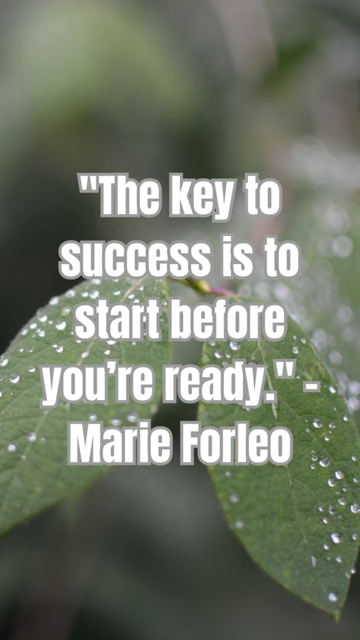 "The key to
success is to
start before
you’re ready." -
Marie Forleo